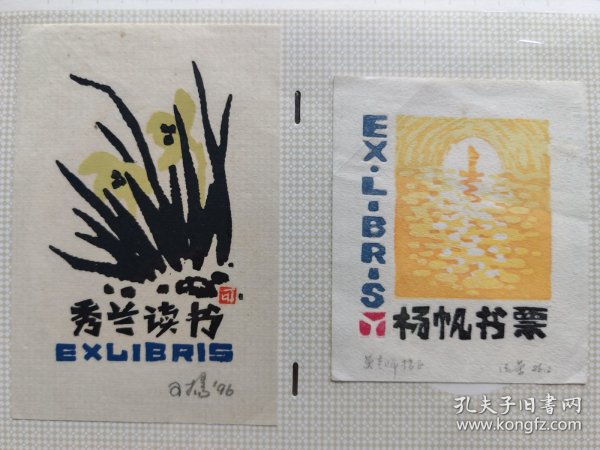 秀兰读书
EXLIBRIS
'96
EX·L·I·B·R·I·S
杨帆书票
孔夫子旧书网
www.kongfz.com